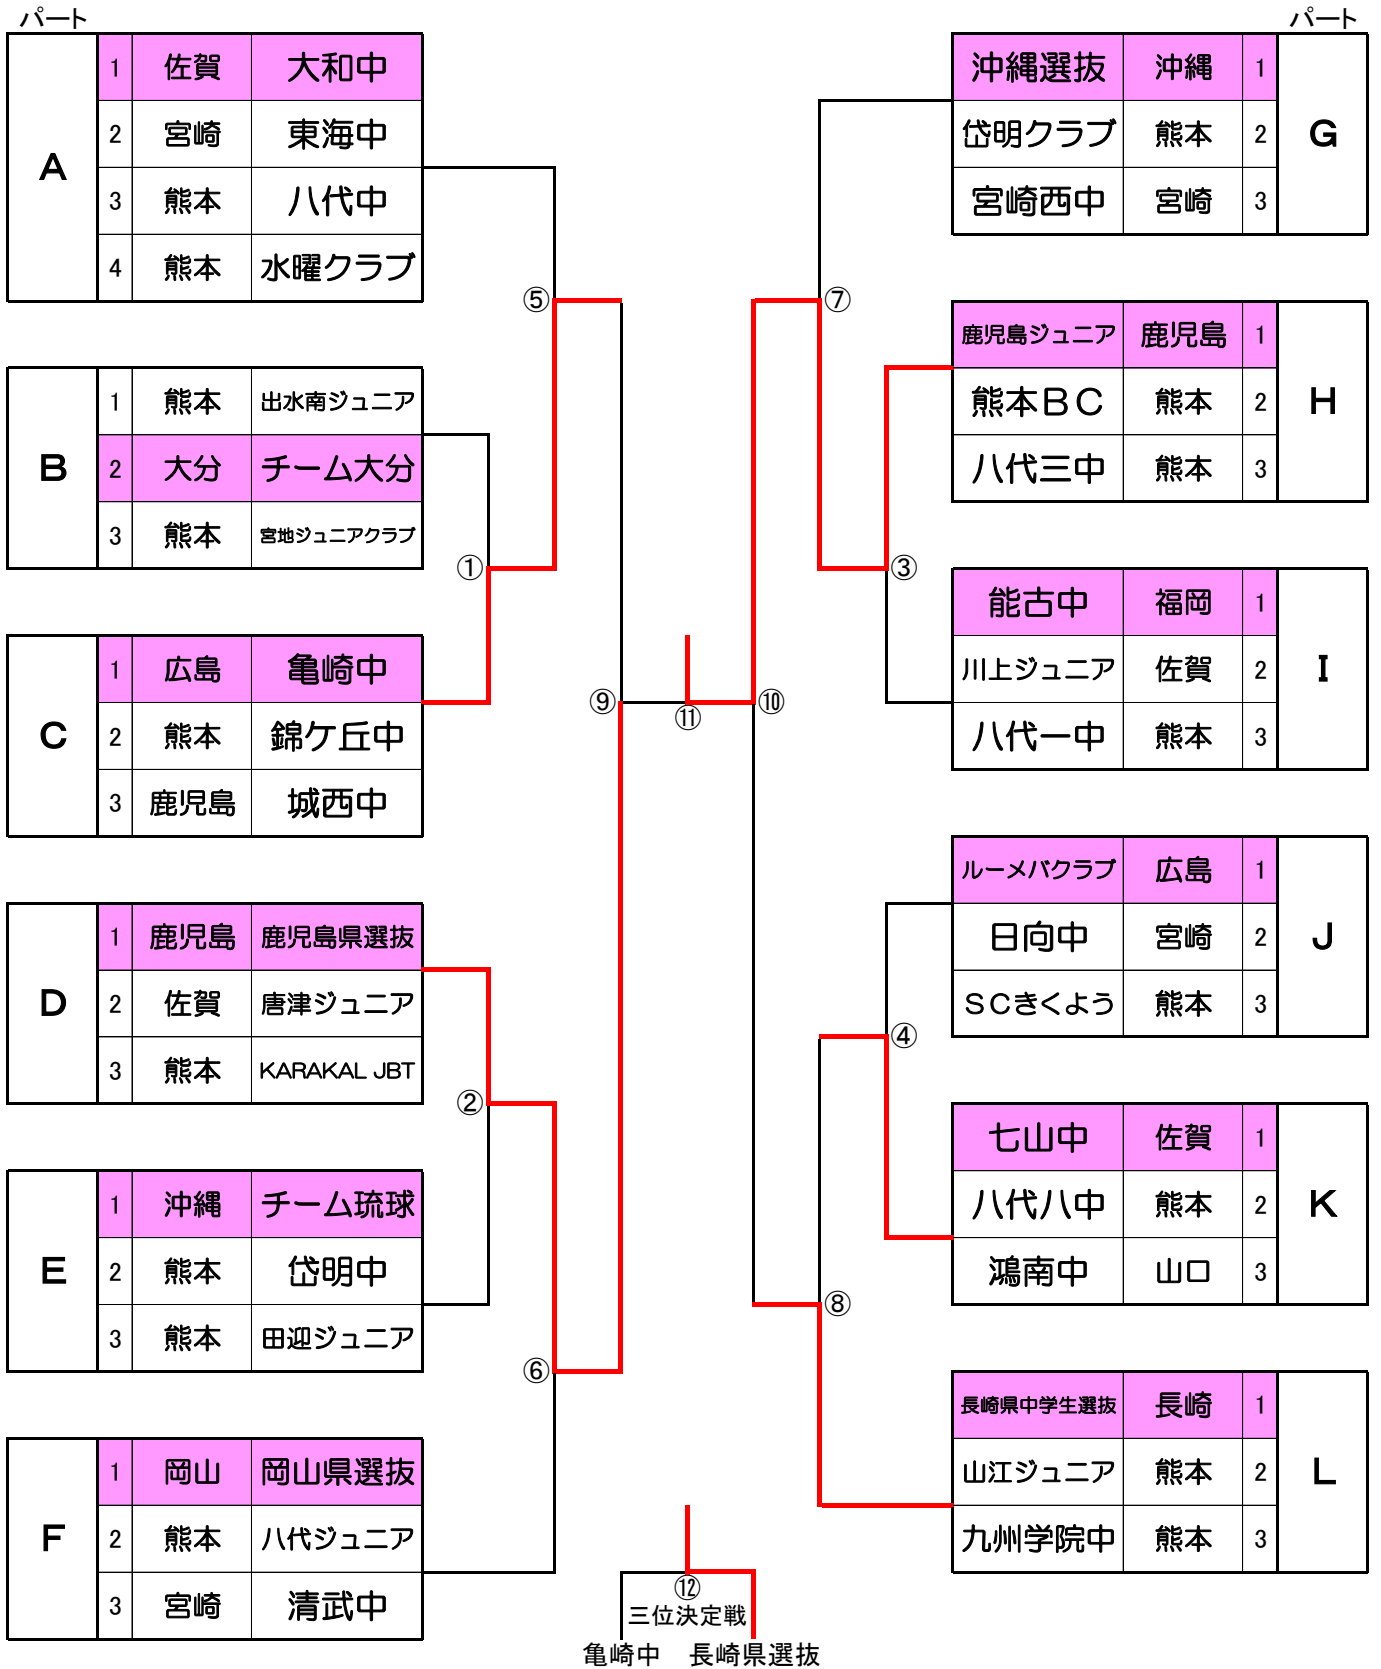 パート
A
1 佐賀 大和中
2 宮崎 東海中
3 熊本 八代中
4 熊本 水曜クラブ
B
1 熊本 出水南ジュニア
2 大分 チーム大分
3 熊本 宮地ジュニアクラブ
C
1 広島 亀崎中
2 熊本 錦ケ丘中
3 鹿児島 城西中
D
1 鹿児島 鹿児島県選抜
2 佐賀 唐津ジュニア
3 熊本 KARAKAL JBT
E
1 沖縄 チーム琉球
2 熊本 岱明中
3 熊本 田迎ジュニア
F
1 岡山 岡山県選抜
2 熊本 八代ジュニア
3 宮崎 清武中
⑤
①
②
⑥
⑨
⑪
⑩
⑫
三位決定戦
亀崎中 長崎県選抜
⑦
③
④
⑧
パート
沖縄選抜 沖縄 1
岱明クラブ 熊本 2
宮崎西中 宮崎 3
G
鹿児島ジュニア 鹿児島 1
熊本BC 熊本 2
八代三中 熊本 3
H
能古中 福岡 1
川上ジュニア 佐賀 2
八代一中 熊本 3
I
ルーメバクラブ 広島 1
日向中 宮崎 2
SCきくよう 熊本 3
J
七山中 佐賀 1
八代八中 熊本 2
鴻南中 山口 3
K
長崎県中学生選抜 長崎 1
山江ジュニア 熊本 2
九州学院中 熊本 3
L